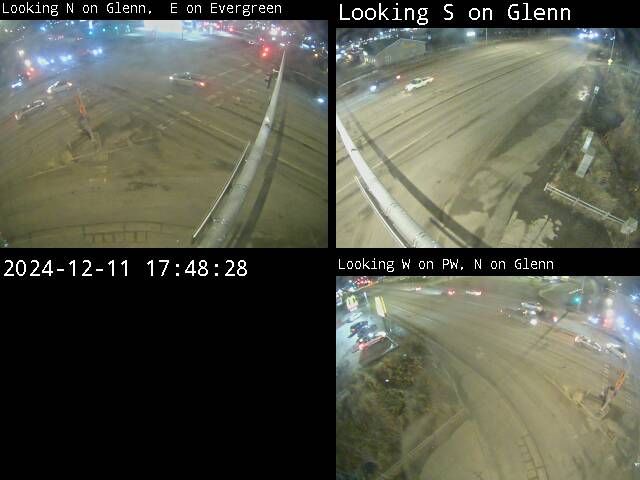 Looking N on Glenn,  E on Evergreen
Looking S on Glenn
2024-12-11 17:48:28
Looking W on PW, N on Glenn